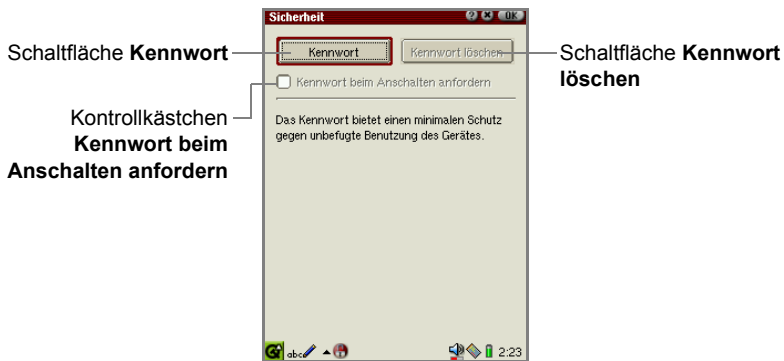 Sicherheit ? x OK
Schaltfläche Kennwort
Kennwort
Kennwort löschen
Schaltfläche Kennwort
löschen
Kennwort beim Anschalten anfordern
Kontrollkästchen
Kennwort beim
Anschalten anfordern
Das Kennwort bietet einen minimalen Schutz
gegen unbefugte Benutzung des Gerätes.
abc 2:23